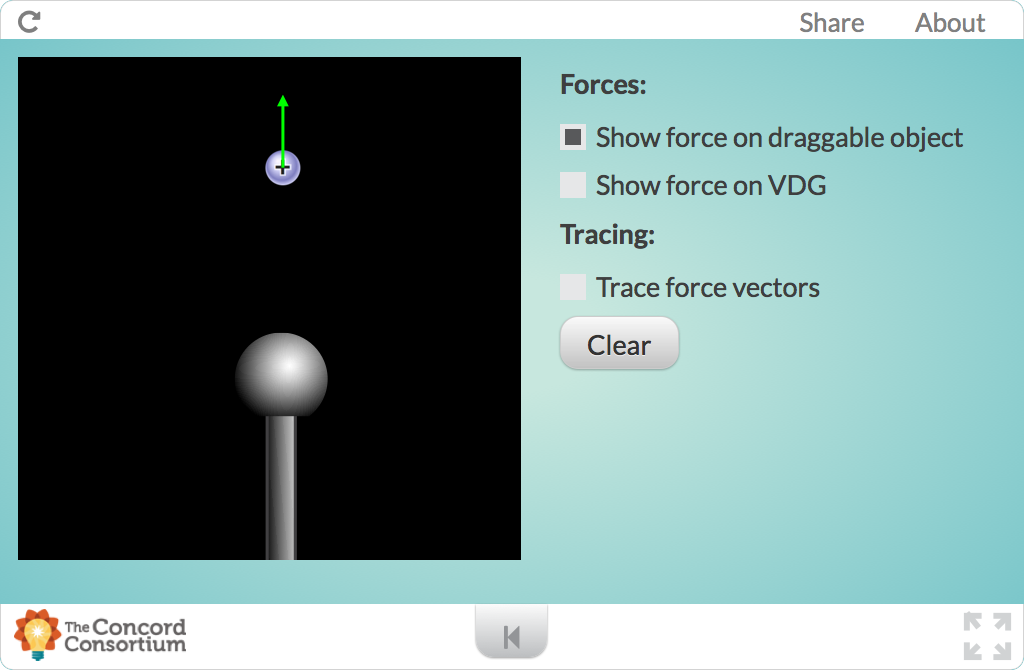 Share
About
Forces:
Show force on draggable object
Show force on VDG
Tracing:
Trace force vectors
Clear
The Concord
Consortium